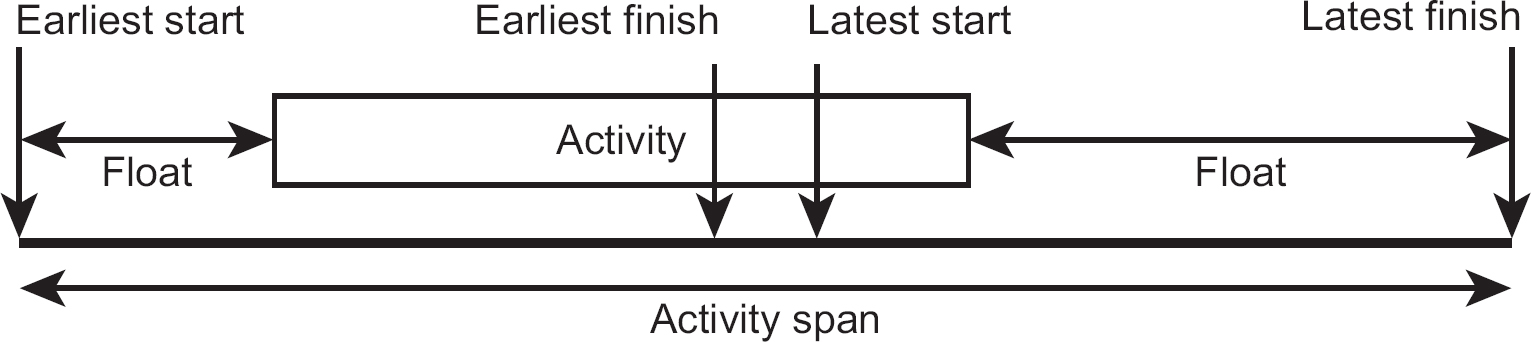 Earliest start
Earliest finish
Latest start
Latest finish
Activity
Float
Float
Activity span